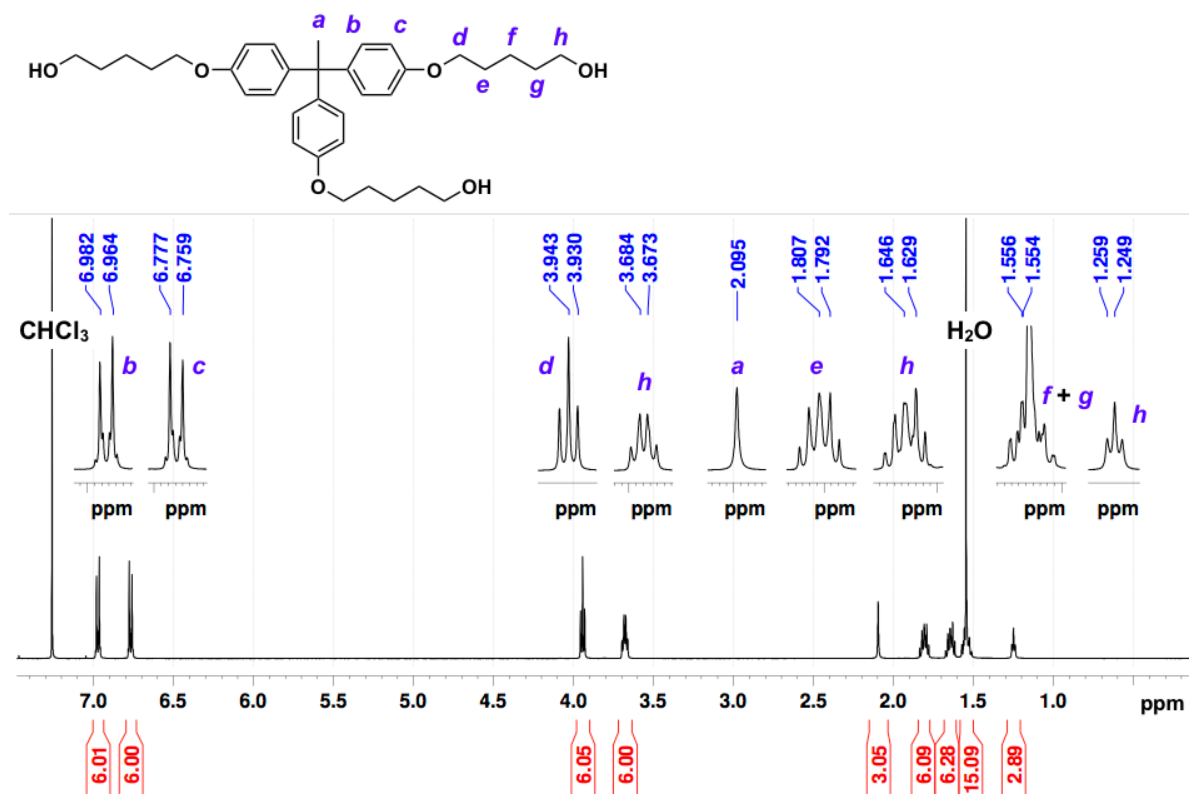 a b c d f h
HO O O OH
e g
O OH
6.982 6.964 6.777 6.759 3.943 3.930 3.684 3.673 2.095 1.807 1.792 1.646 1.629 1.556 1.554 1.259 1.249
CHCl3 H2O
b c d h a e h f + g h
ppm ppm ppm ppm ppm ppm ppm ppm ppm
7.0 6.5 6.0 5.5 5.0 4.5 4.0 3.5 3.0 2.5 2.0 1.5 1.0 ppm
6.01 6.00 6.05 6.00 3.05 6.09 6.28 15.09 2.89